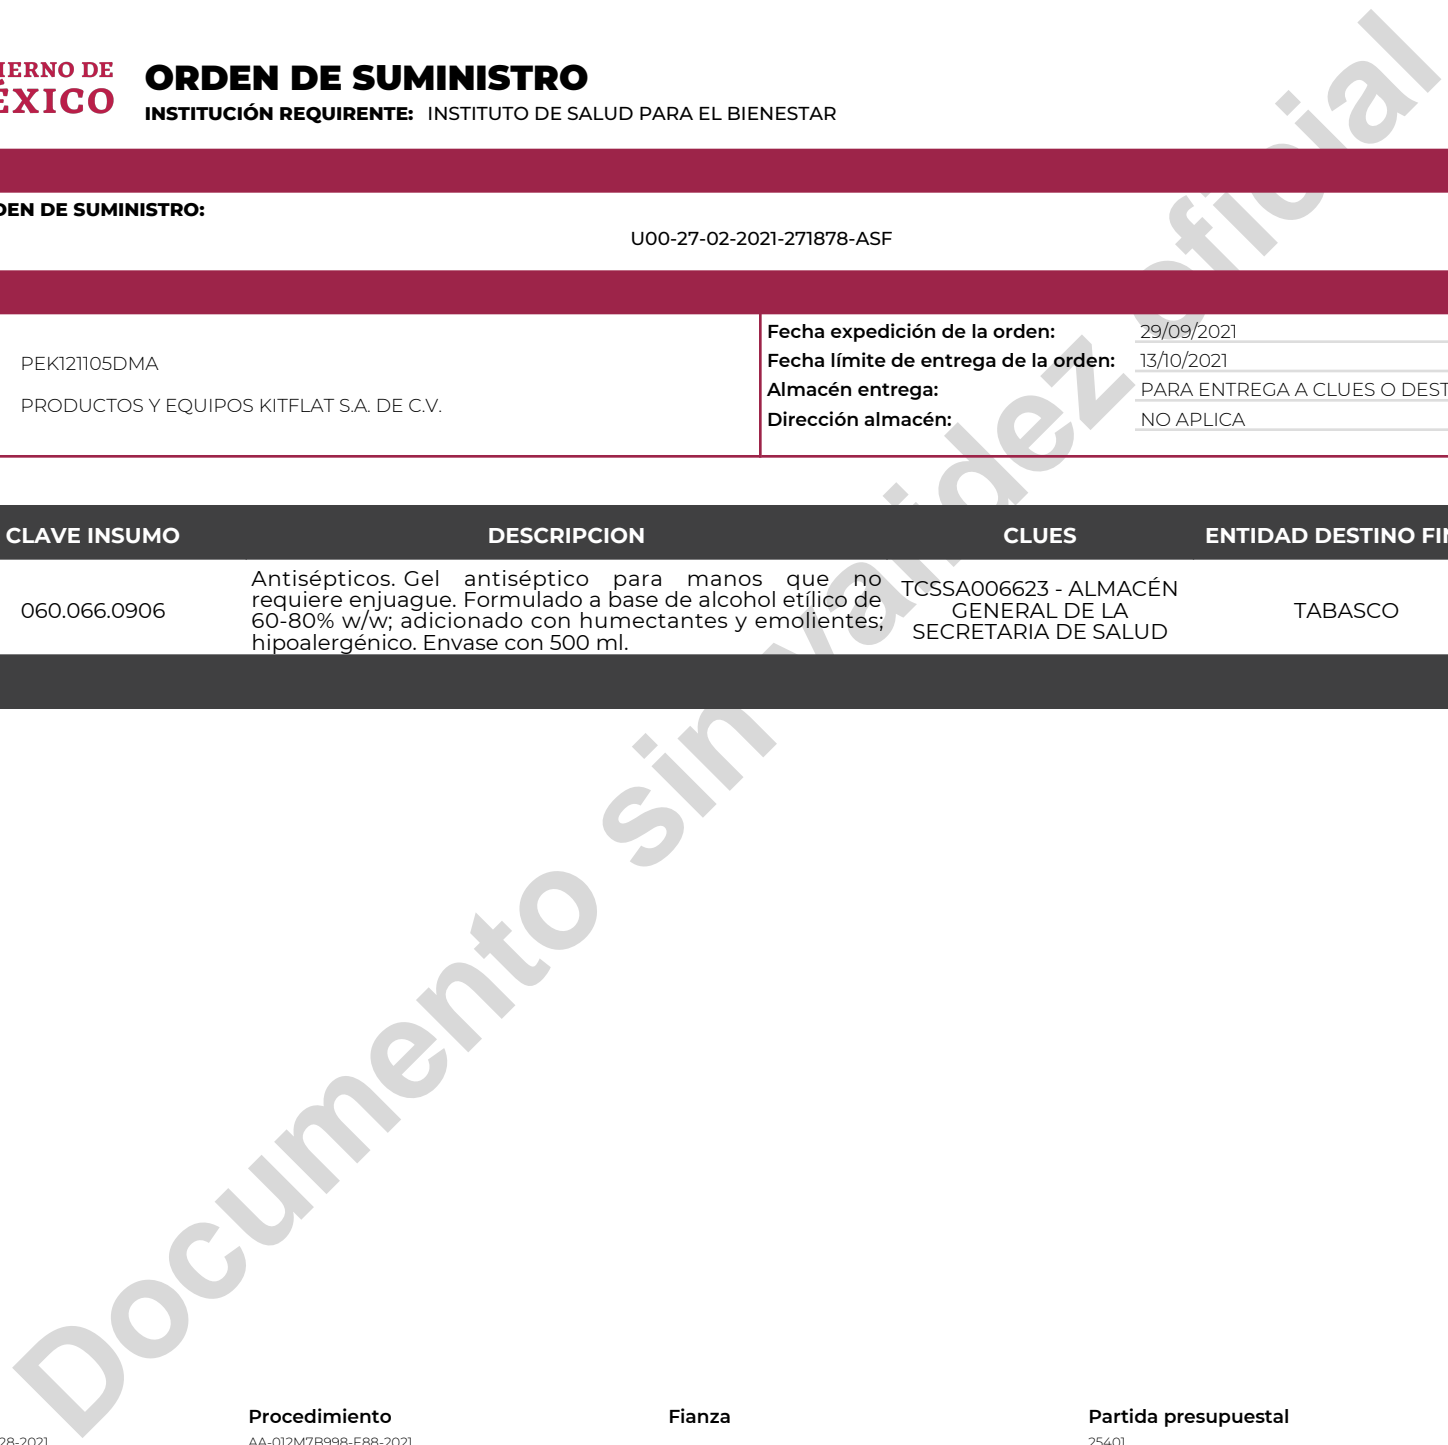 ORDEN DE SUMINISTRO
INSTITUCIÓN REQUIRENTE: INSTITUTO DE SALUD PARA EL BIENESTAR
DE
DE SUMINISTRO:
U00-27-02-2021-271878-ASF
PEK121105DMA
PRODUCTOS Y EQUIPOS KITFLAT S.A. DE C.V.
Fecha expedición de la orden: 29/09/2021
Fecha límite de entrega de la orden: 13/10/2021
Almacén entrega: PARA ENTREGA A CLUES O
Dirección almacén: NO APLICA
CLAVE INSUMO DESCRIPCION CLUES ENTIDAD DESTINO
060.066.0906
Antisépticos. Gel antiséptico para manos que no
requiere enjuague. Formulado a base de alcohol etílico de
60-80% w/w; adicionado con humectantes y emolientes;
hipoalergénico. Envase con 500 ml.
TCSSA006623 - ALMACÉN
GENERAL DE LA
SECRETARIA DE SALUD
TABASCO
Documento sin validez oficial
Procedimiento Fianza Partida presupuestal